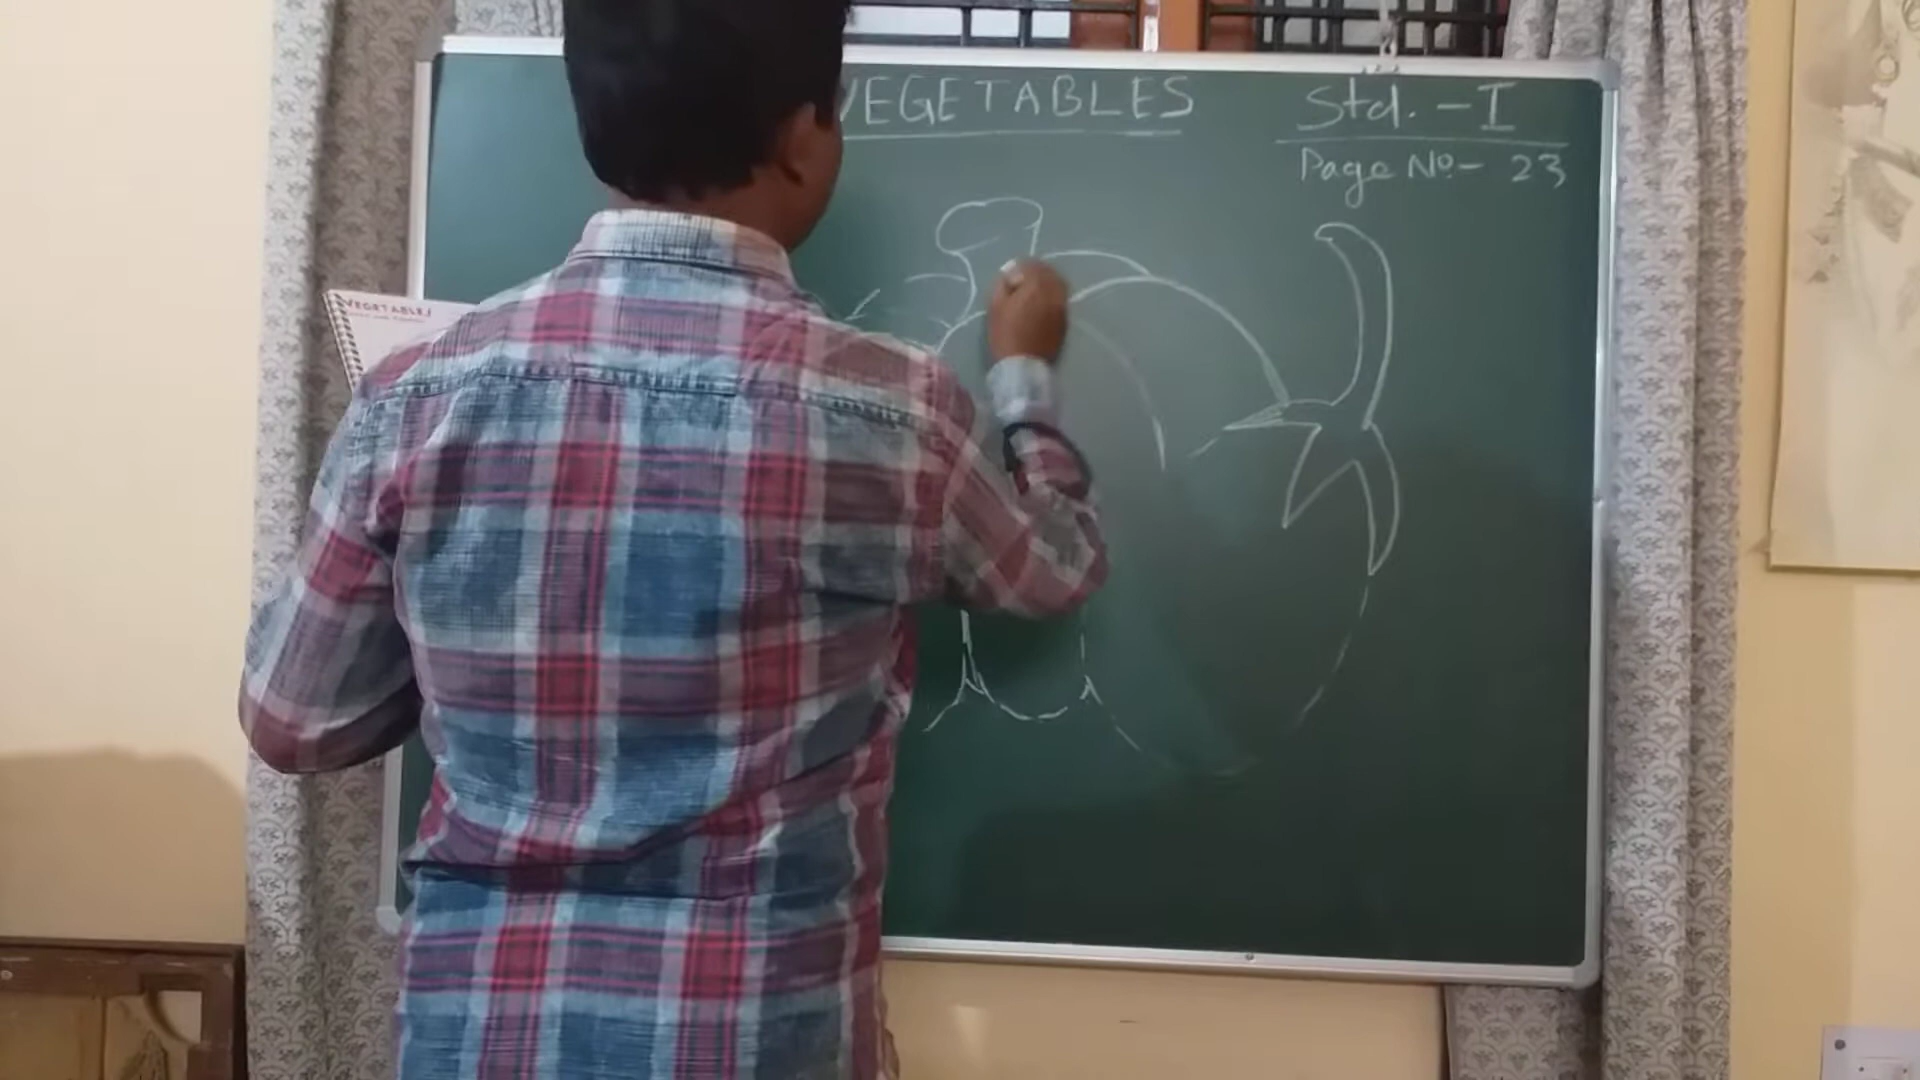 VEGETABLES
Std. - I
Page No - 23
VEGETABLES